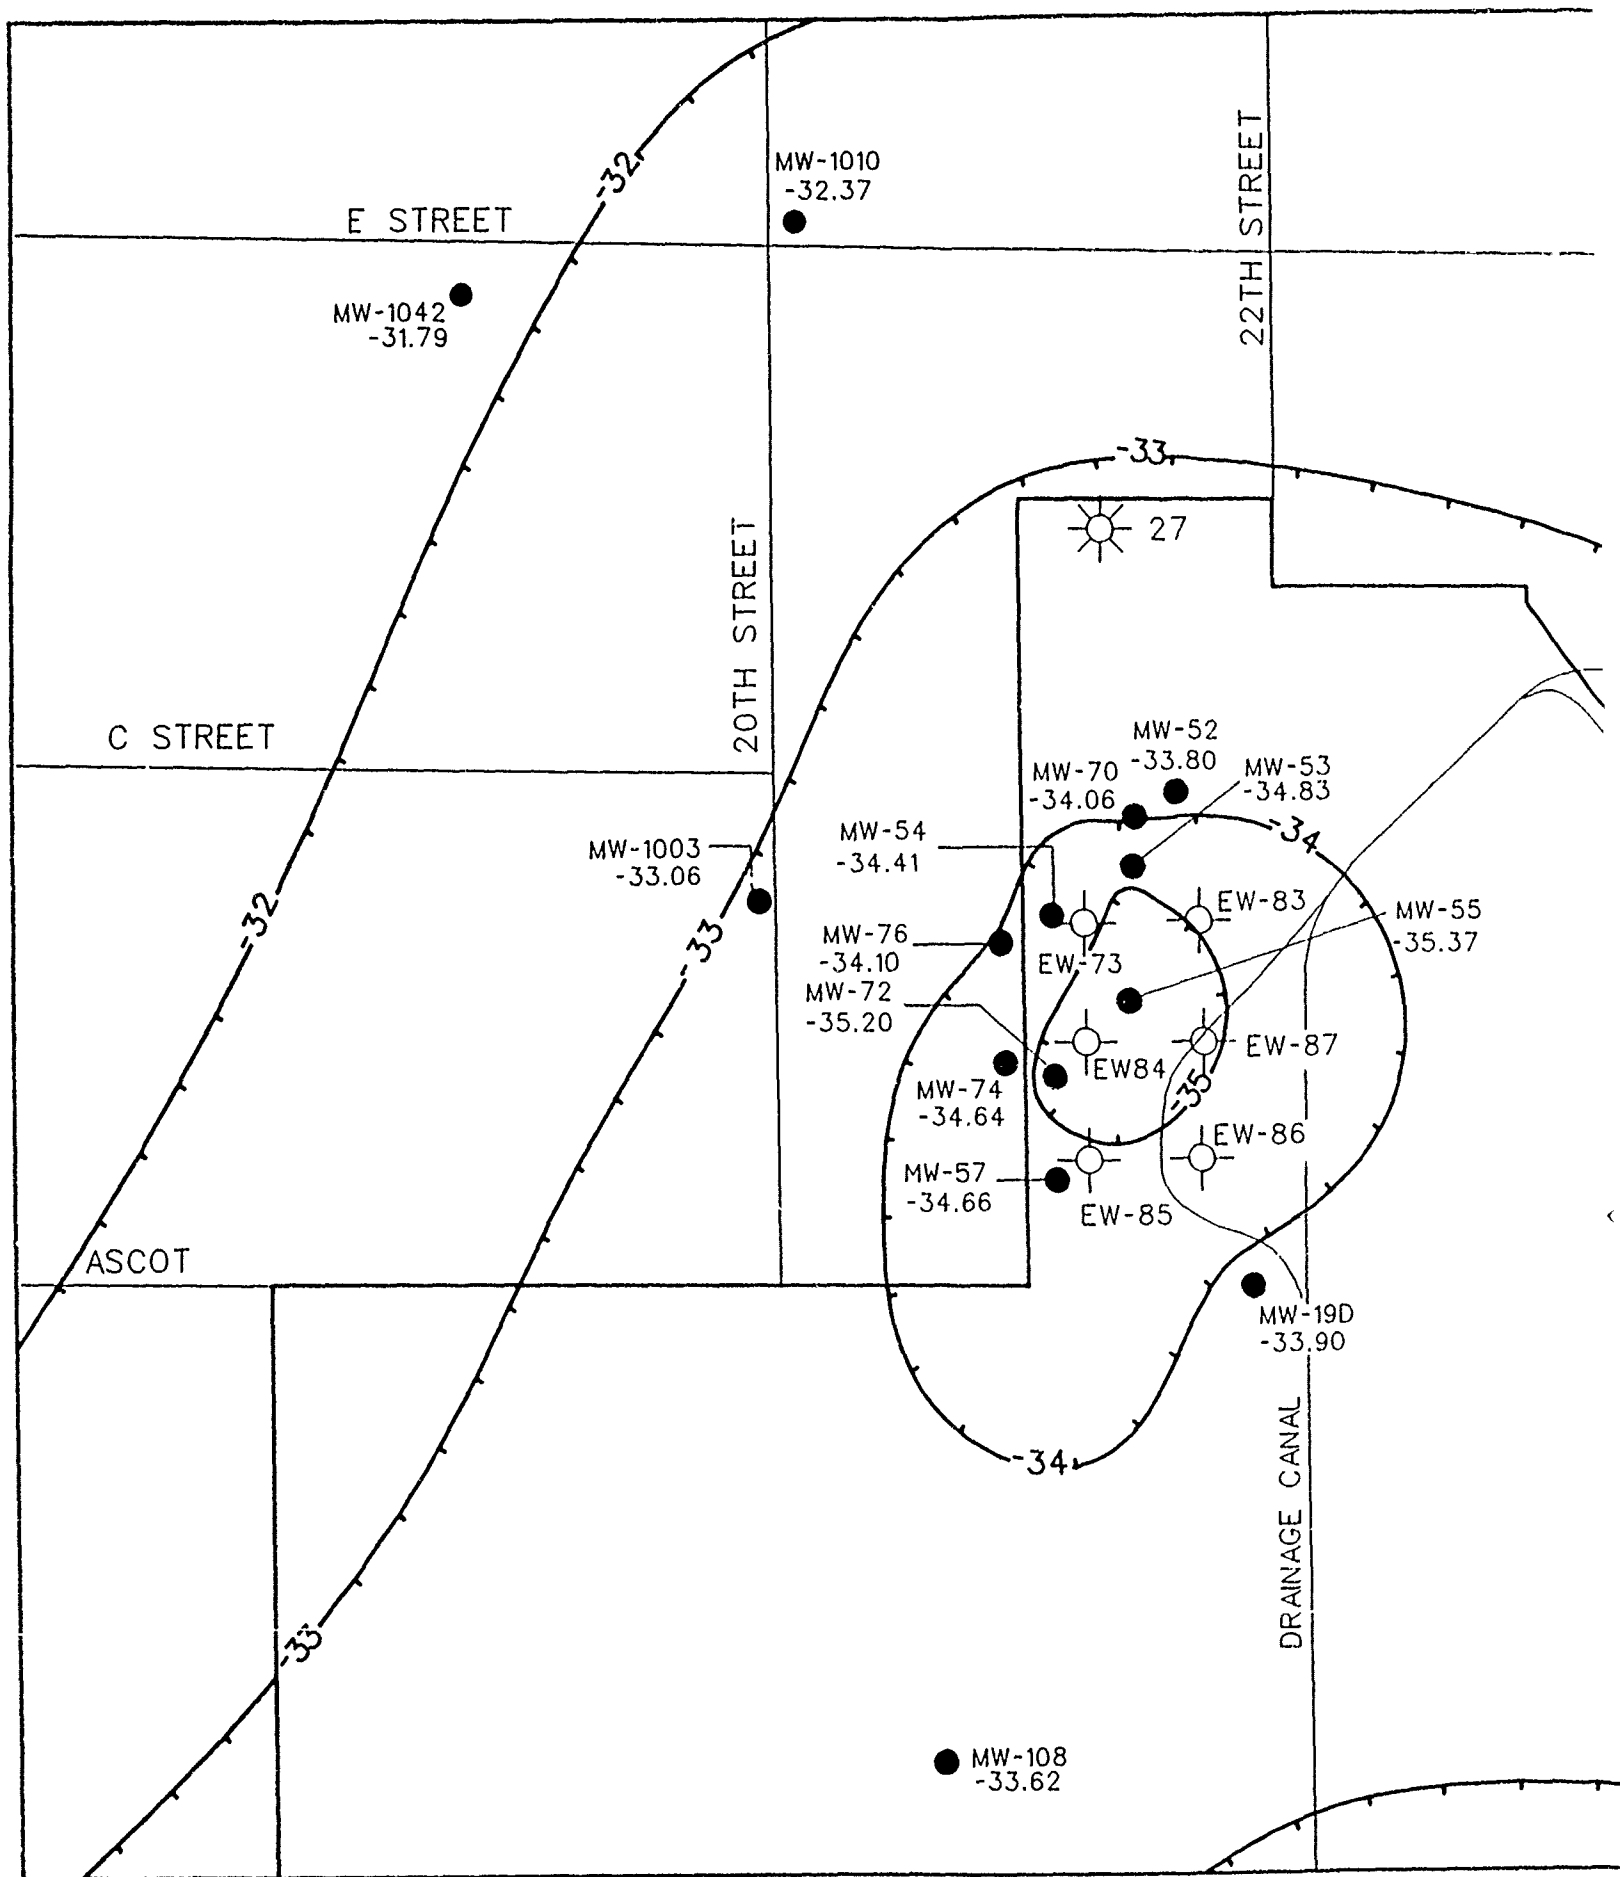 -32
MW-1010
-32.37
22TH STREET
E STREET
MW-1042
-31.79
-33
27
20TH STREET
C STREET
MW-52
-33.80
MW-70
-34.06
MW-53
-34.83
MW-54
-34.41
-34
MW-1003
-33.06
EW-83
MW-55
-35.37
-32
-33
MW-76
-34.10
EW-73
MW-72
-35.20
EW-87
EW84
MW-74
-34.64
-35
EW-86
MW-57
-34.66
EW-85
ASCOT
MW-19D
-33.90
-34
DRAINAGE CANAL
-33
MW-108
-33.62